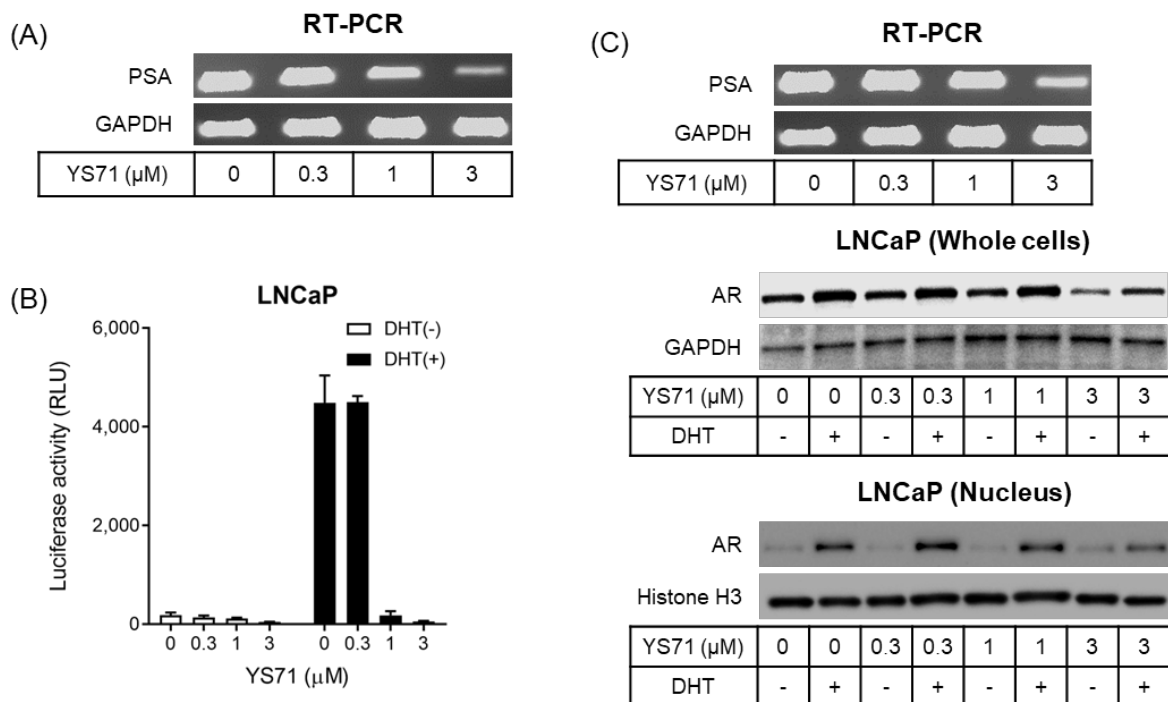 (A)
RT-PCR
PSA
GAPDH
YS71 (µM) 0 0.3 1 3
(B)
LNCaP
DHT(-)
DHT(+)
Luciferase activity (RLU)
6,000
4,000
2,000
0
0 0.3 1 3 0 0.3 1 3
YS71 (µM)
(C)
RT-PCR
PSA
GAPDH
YS71 (µM) 0 0.3 1 3
LNCaP (Whole cells)
AR
GAPDH
YS71 (µM) 0 0 0.3 0.3 1 1 3 3
DHT - + - + - + - +
LNCaP (Nucleus)
AR
Histone H3
YS71 (µM) 0 0 0.3 0.3 1 1 3 3
DHT - + - + - + - +